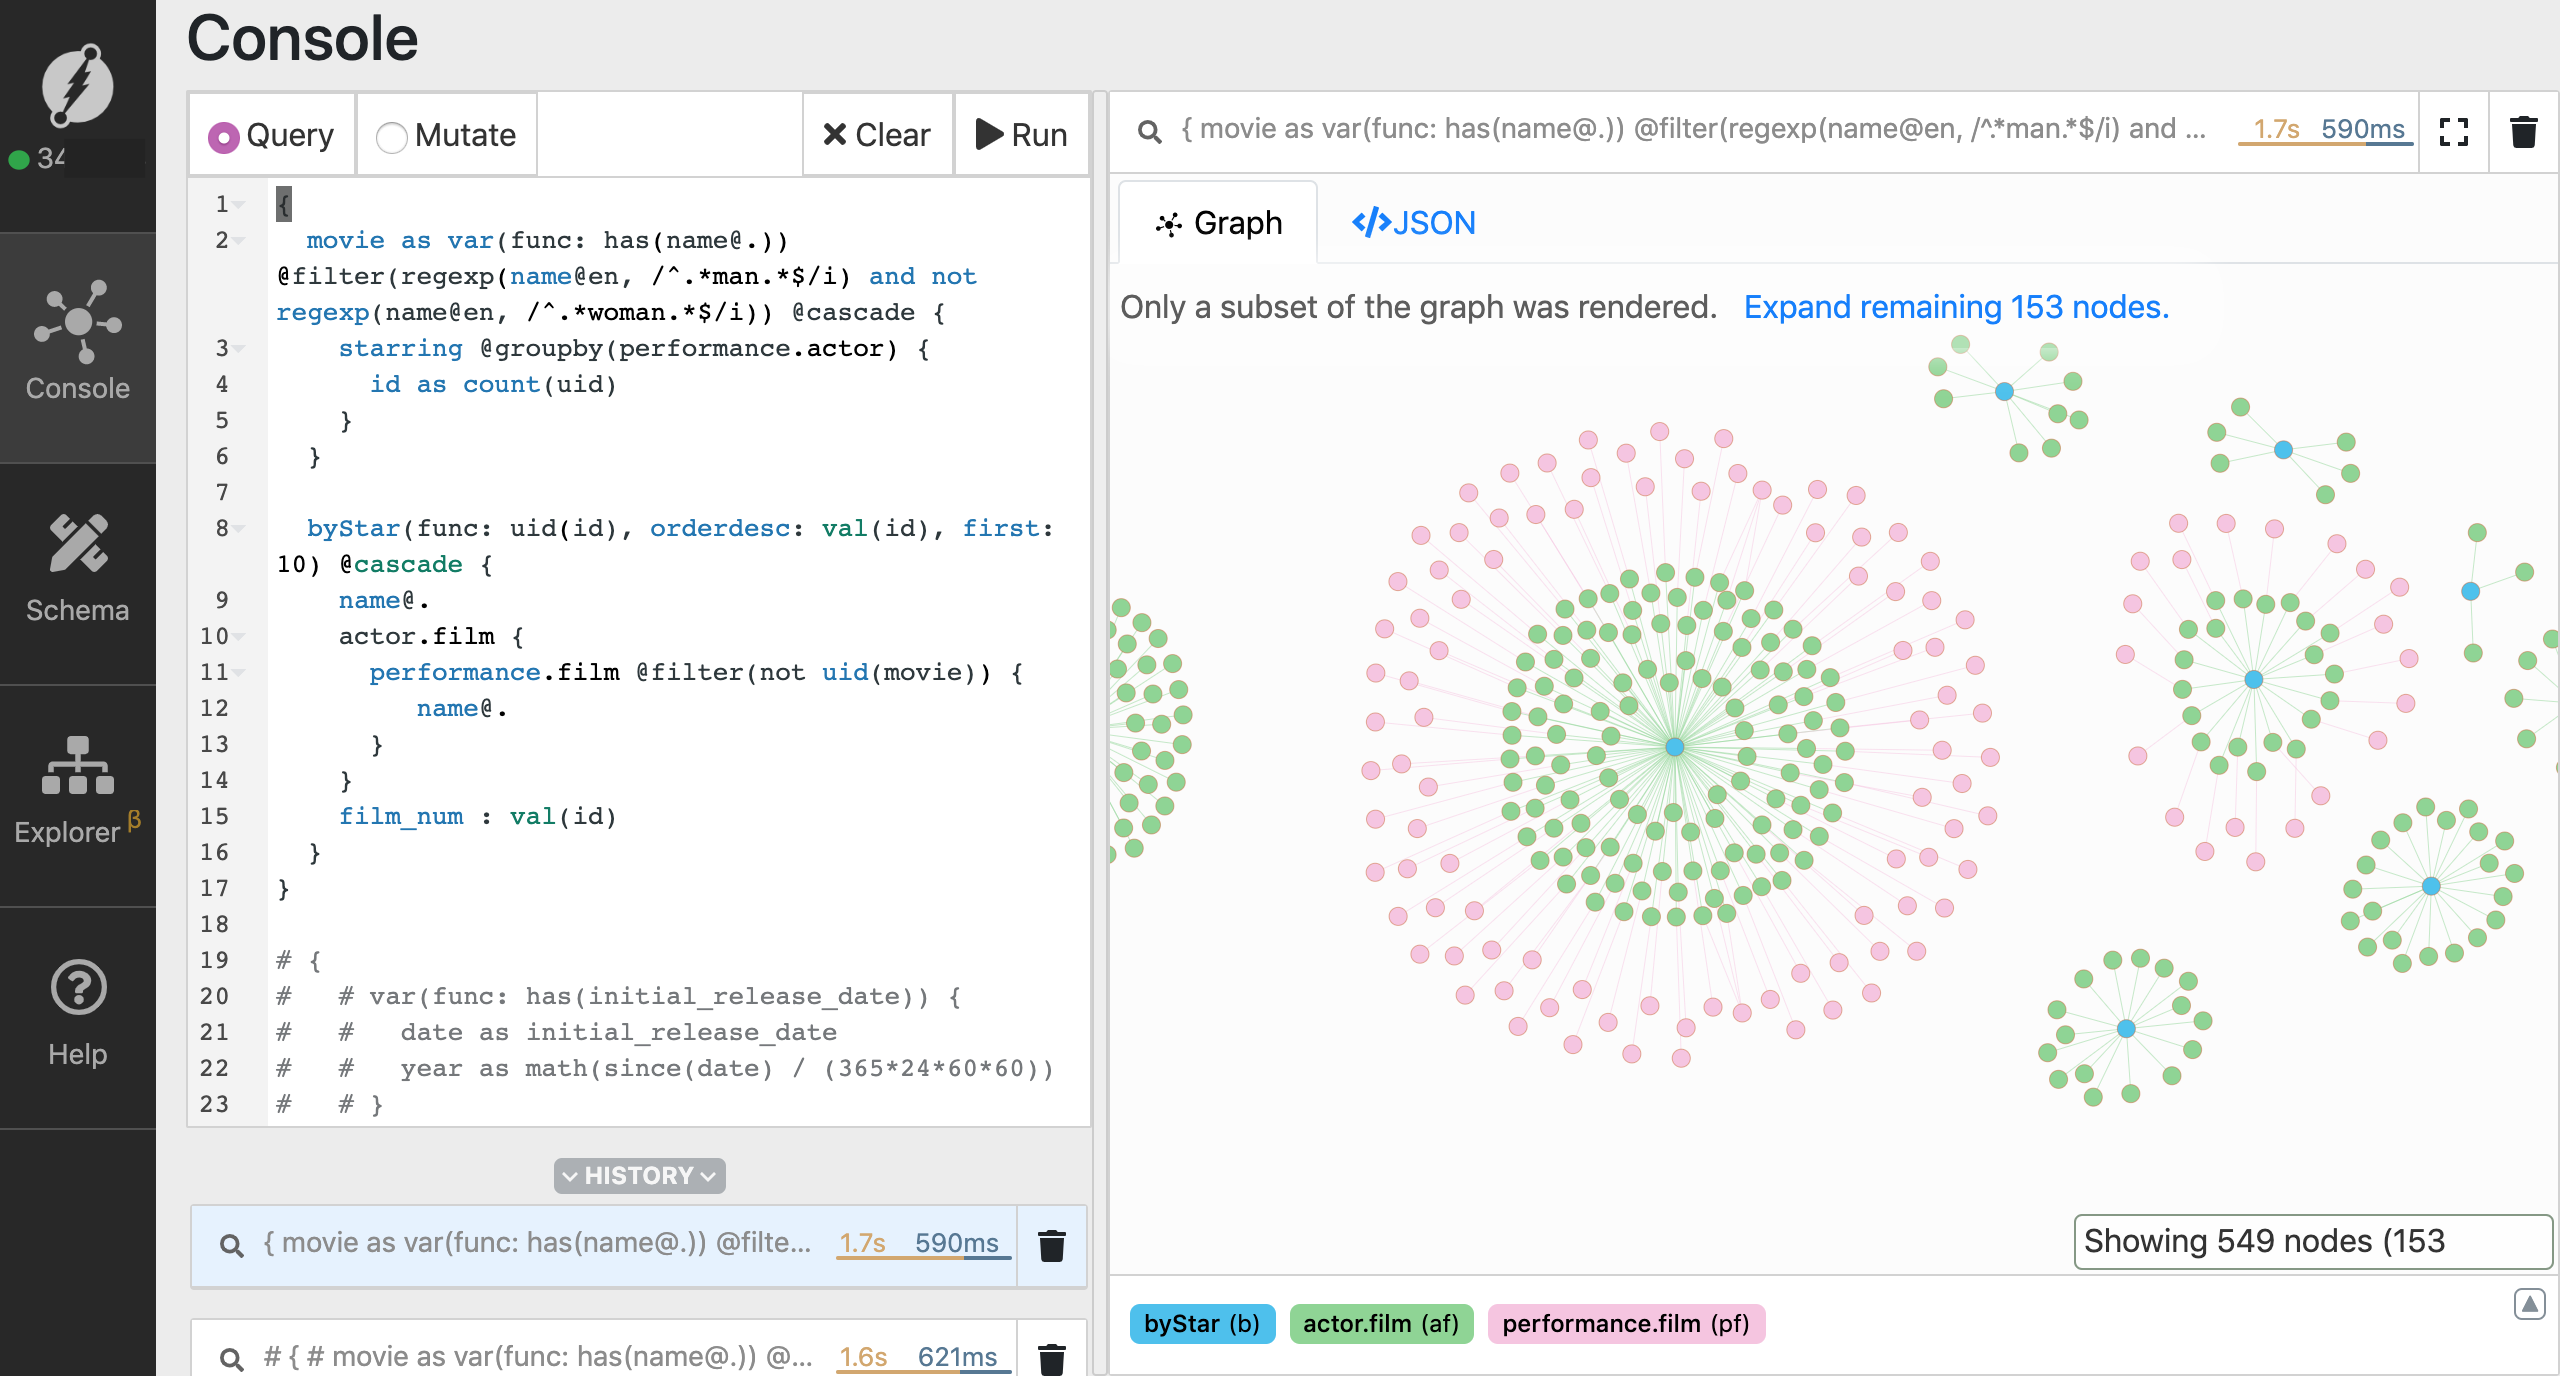 Console
34
Console
Schema
Explorer β
Help
Query
Mutate
Clear
Run
1 {
2 movie as var(func: has(name@.))
@filter(regexp(name@en, /^.*man.*$/i) and not
regexp(name@en, /^.*woman.*$/i)) @cascade {
3 starring @groupby(performance.actor) {
4 id as count(uid)
5 }
6 }
7
8 byStar(func: uid(id), orderdesc: val(id), first:
10) @cascade {
9 name@.
10 actor.film {
11 performance.film @filter(not uid(movie)) {
12 name@.
13 }
14 }
15 film_num : val(id)
16 }
17 }
18
19 # {
20 # # var(func: has(initial_release_date)) {
21 # # date as initial_release_date
22 # # year as math(since(date) / (365*24*60*60))
23 # # }
HISTORY
{ movie as var(func: has(name@.)) @filte... 1.7s 590ms
# { # movie as var(func: has(name@.)) @... 1.6s 621ms
{ movie as var(func: has(name@.)) @filter(regexp(name@en, /^.*man.*$/i) and ... 1.7s 590ms
Graph
</>JSON
Only a subset of the graph was rendered. Expand remaining 153 nodes.
Showing 549 nodes (153
byStar (b) actor.film (af) performance.film (pf)